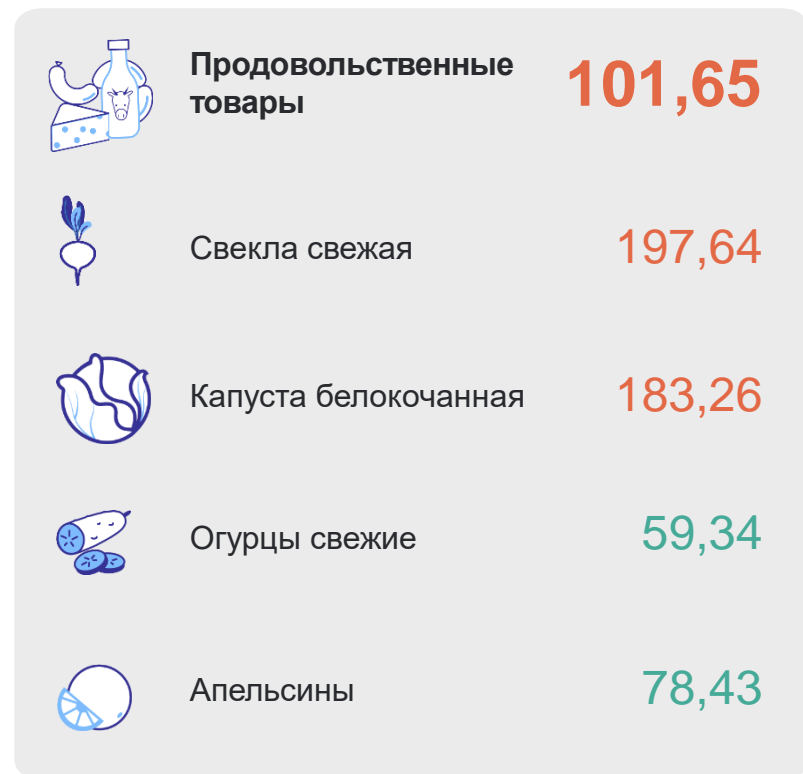 Продовольственные
товары
101,65
Свекла свежая
197,64
Капуста белокочанная
183,26
Огурцы свежие
59,34
Апельсины
78,43